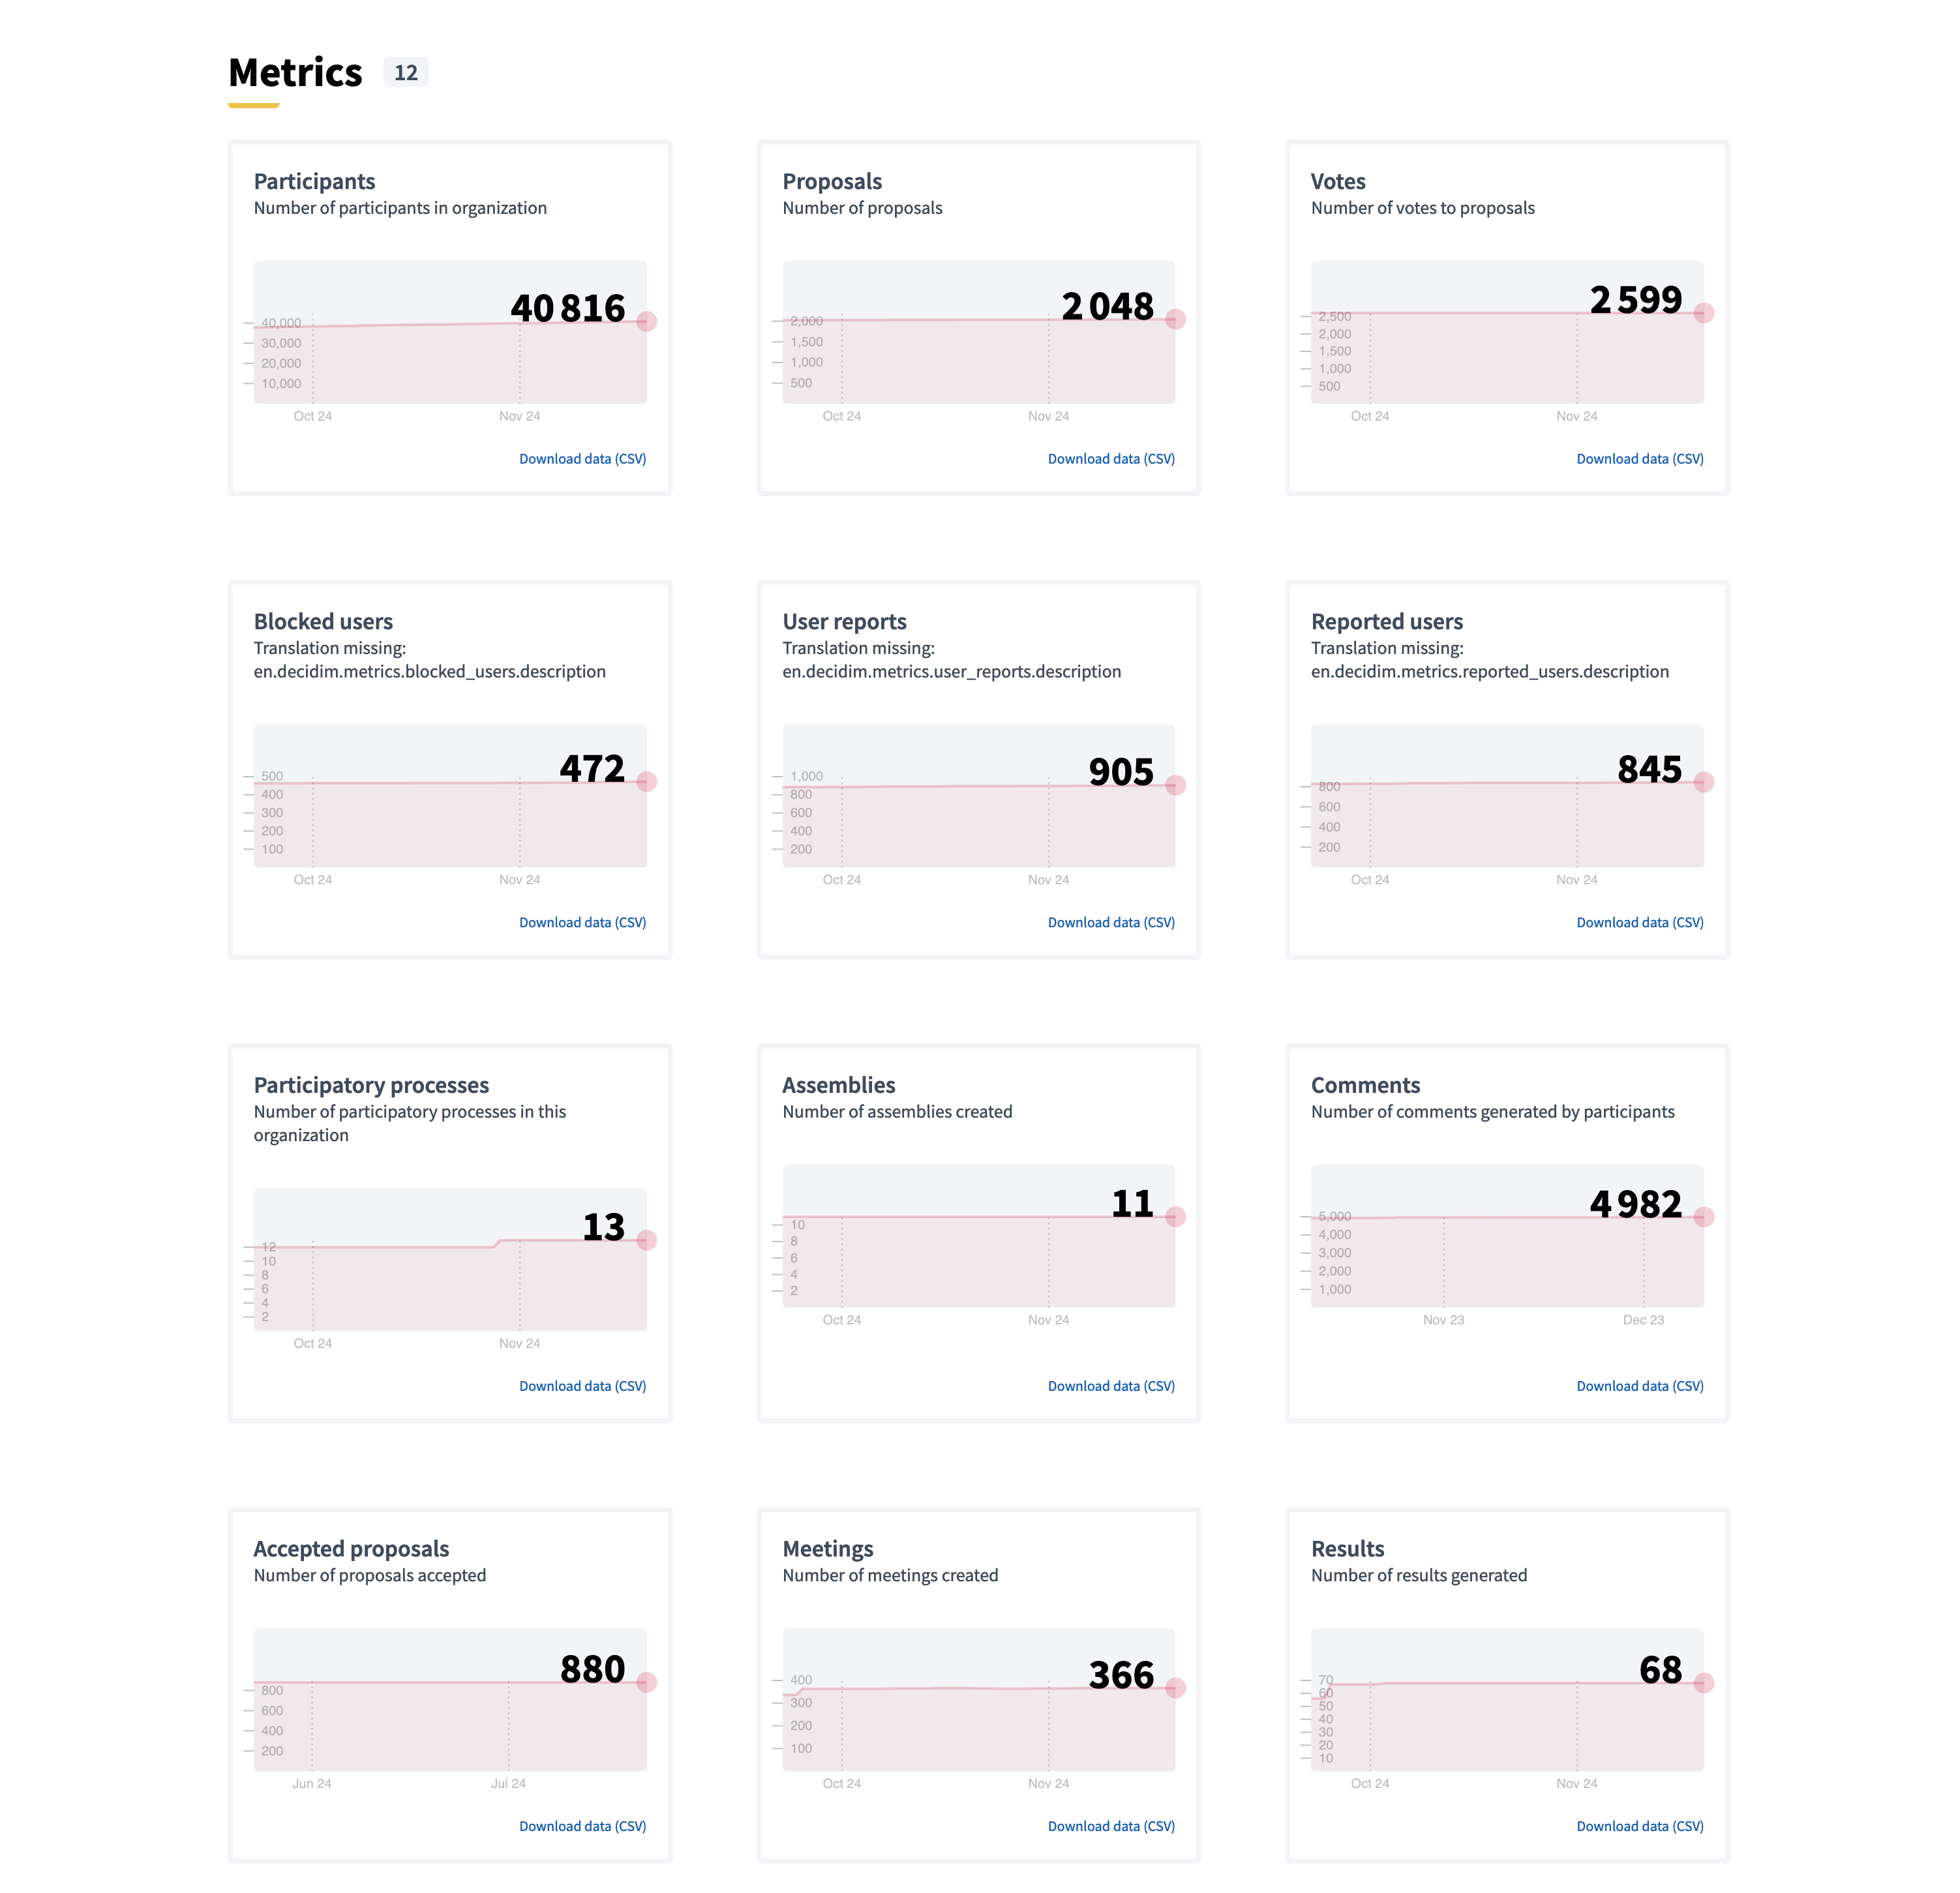 Metrics 12
Participants
Number of participants in organization
40 816
40,000
30,000
20,000
10,000
Oct 24 Nov 24
Download data (CSV)
Proposals
Number of proposals
2 048
2,000
1,500
1,000
500
Oct 24 Nov 24
Download data (CSV)
Votes
Number of votes to proposals
2 599
2,500
2,000
1,500
1,000
500
Oct 24 Nov 24
Download data (CSV)
Blocked users
Translation missing:
en.decidim.metrics.blocked_users.description
472
500
400
300
200
100
Oct 24 Nov 24
Download data (CSV)
User reports
Translation missing:
en.decidim.metrics.user_reports.description
905
1,000
800
600
400
200
Oct 24 Nov 24
Download data (CSV)
Reported users
Translation missing:
en.decidim.metrics.reported_users.description
845
800
600
400
200
Oct 24 Nov 24
Download data (CSV)
Participatory processes
Number of participatory processes in this
organization
13
12
10
8
6
4
2
Oct 24 Nov 24
Download data (CSV)
Assemblies
Number of assemblies created
11
10
8
6
4
2
Oct 24 Nov 24
Download data (CSV)
Comments
Number of comments generated by participants
4 982
5,000
4,000
3,000
2,000
1,000
Nov 23 Dec 23
Download data (CSV)
Accepted proposals
Number of proposals accepted
880
800
600
400
200
Jun 24 Jul 24
Download data (CSV)
Meetings
Number of meetings created
366
400
300
200
100
Oct 24 Nov 24
Download data (CSV)
Results
Number of results generated
68
70
60
50
40
30
20
10
Oct 24 Nov 24
Download data (CSV)